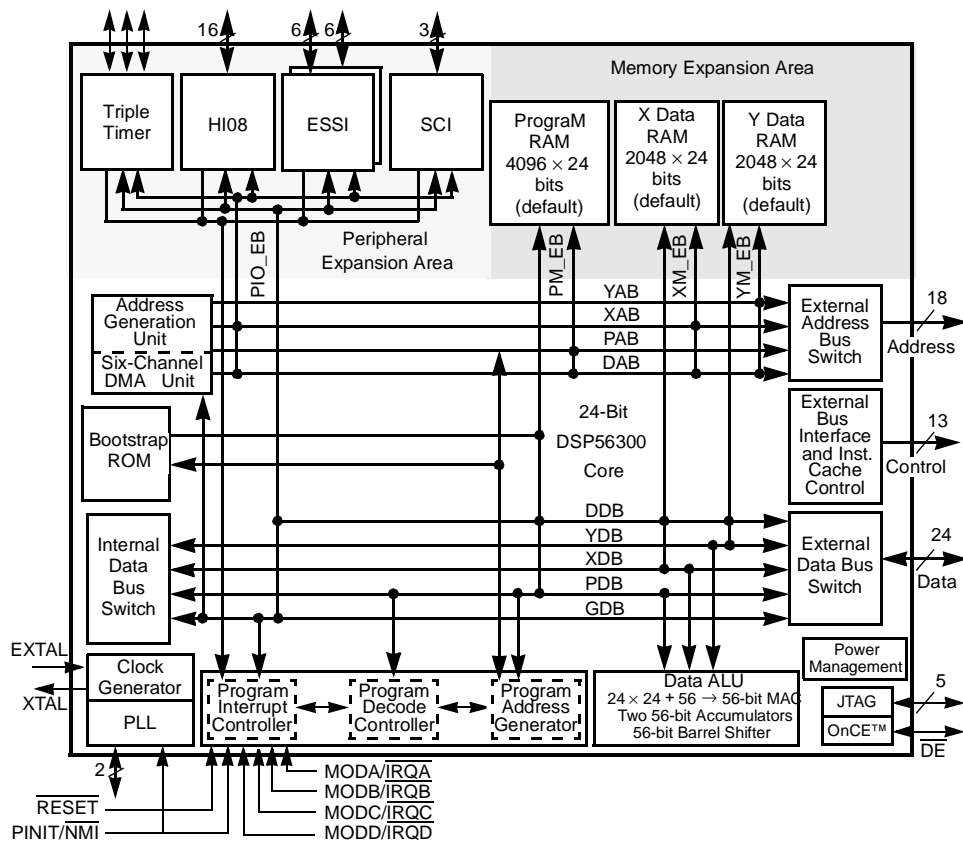 16
6
6
3
Memory Expansion Area
Triple
Timer
HI08
ESSI
SCI
PrograM
RAM
4096 × 24
bits
(default)
X Data
RAM
2048 × 24
bits
(default)
Y Data
RAM
2048 × 24
bits
(default)
Peripheral
Expansion Area
PIO_EB
PM_EB
XM_EB
YM_EB
Address
Generation
Unit
Six-Channel
DMA Unit
YAB
XAB
PAB
DAB
External
Address
Bus
Switch
18
Address
Bootstrap
ROM
24-Bit
DSP56300
Core
External
Bus
Interface
and Inst.
Cache
Control
13
Control
Internal
Data
Bus
Switch
DDB
YDB
XDB
PDB
GDB
External
Data Bus
Switch
24
Data
EXTAL
XTAL
Clock
Generator
PLL
2
Program
Interrupt
Controller
Program
Decode
Controller
Program
Address
Generator
Data ALU
24 × 24 + 56 → 56-bit MAC
Two 56-bit Accumulators
56-bit Barrel Shifter
Power
Management
JTAG
OnCE™
5
DE
RESET
PINIT/NMI
MODA/IRQA
MODB/IRQB
MODC/IRQC
MODD/IRQD